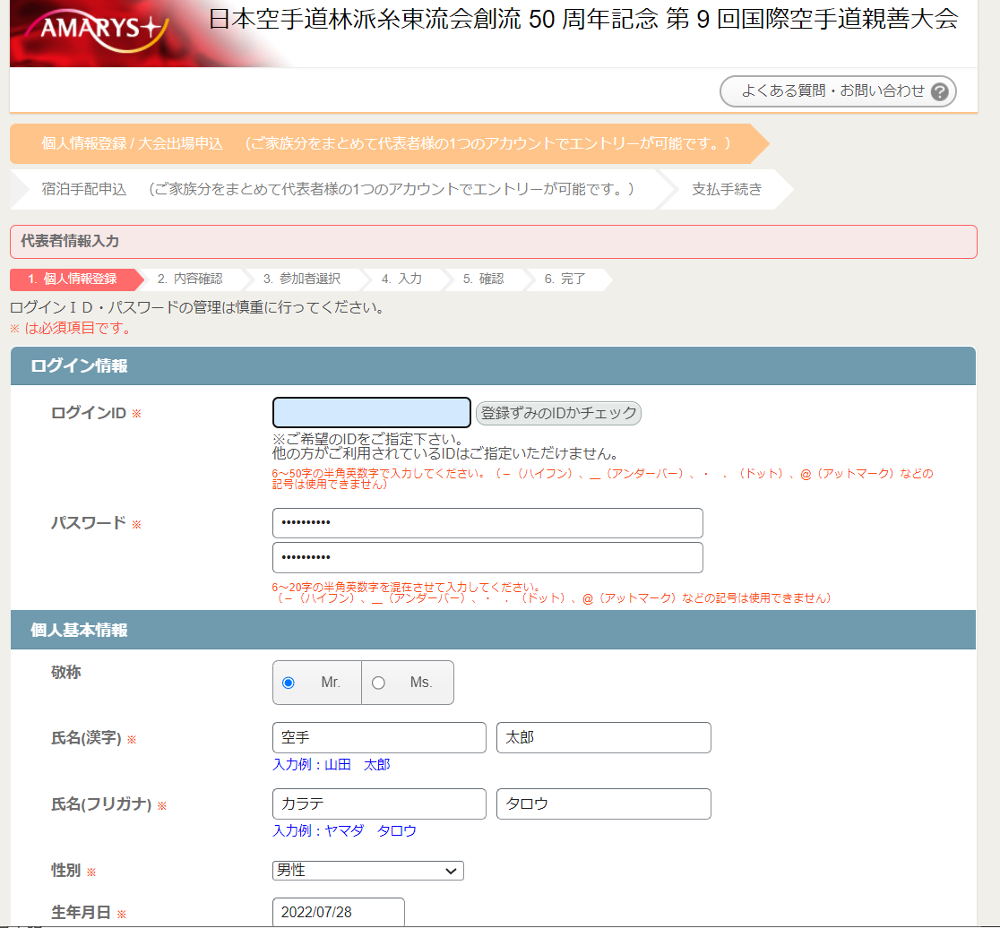 AMARYS
日本空手道林派糸東流会創流 50 周年記念 第 9 回国際空手道親善大会
よくある質問・お問い合わせ ?
個人情報登録 / 大会出場申込 （ご家族分をまとめて代表者様の1つのアカウントでエントリーが可能です。）
宿泊手配申込 （ご家族分をまとめて代表者様の1つのアカウントでエントリーが可能です。） 支払手続き
代表者情報入力
1. 個人情報登録 2. 内容確認 3. 参加者選択 4. 入力 5. 確認 6. 完了
ログインＩＤ・パスワードの管理は慎重に行ってください。
※ は必須項目です。
ログイン情報
ログインID ※ 登録ずみのIDかチェック
※ご希望のIDをご指定下さい。
他の方がご利用されているIDはご指定いただけません。
6～50字の半角英数字で入力してください。（－（ハイフン）、＿（アンダーバー）、・ ．（ドット）、＠（アットマーク）などの
記号は使用できません）
パスワード ※ ••••••••••
••••••••••
6～20字の半角英数字を混在させて入力してください。
（－（ハイフン）、＿（アンダーバー）、・ ．（ドット）、＠（アットマーク）などの記号は使用できません）
個人基本情報
敬称 Mr. Ms.
氏名(漢字) ※ 空手 太郎
入力例：山田 太郎
氏名(フリガナ) ※ カラテ タロウ
入力例：ヤマダ タロウ
性別 ※ 男性
生年月日 ※ 2022/07/28